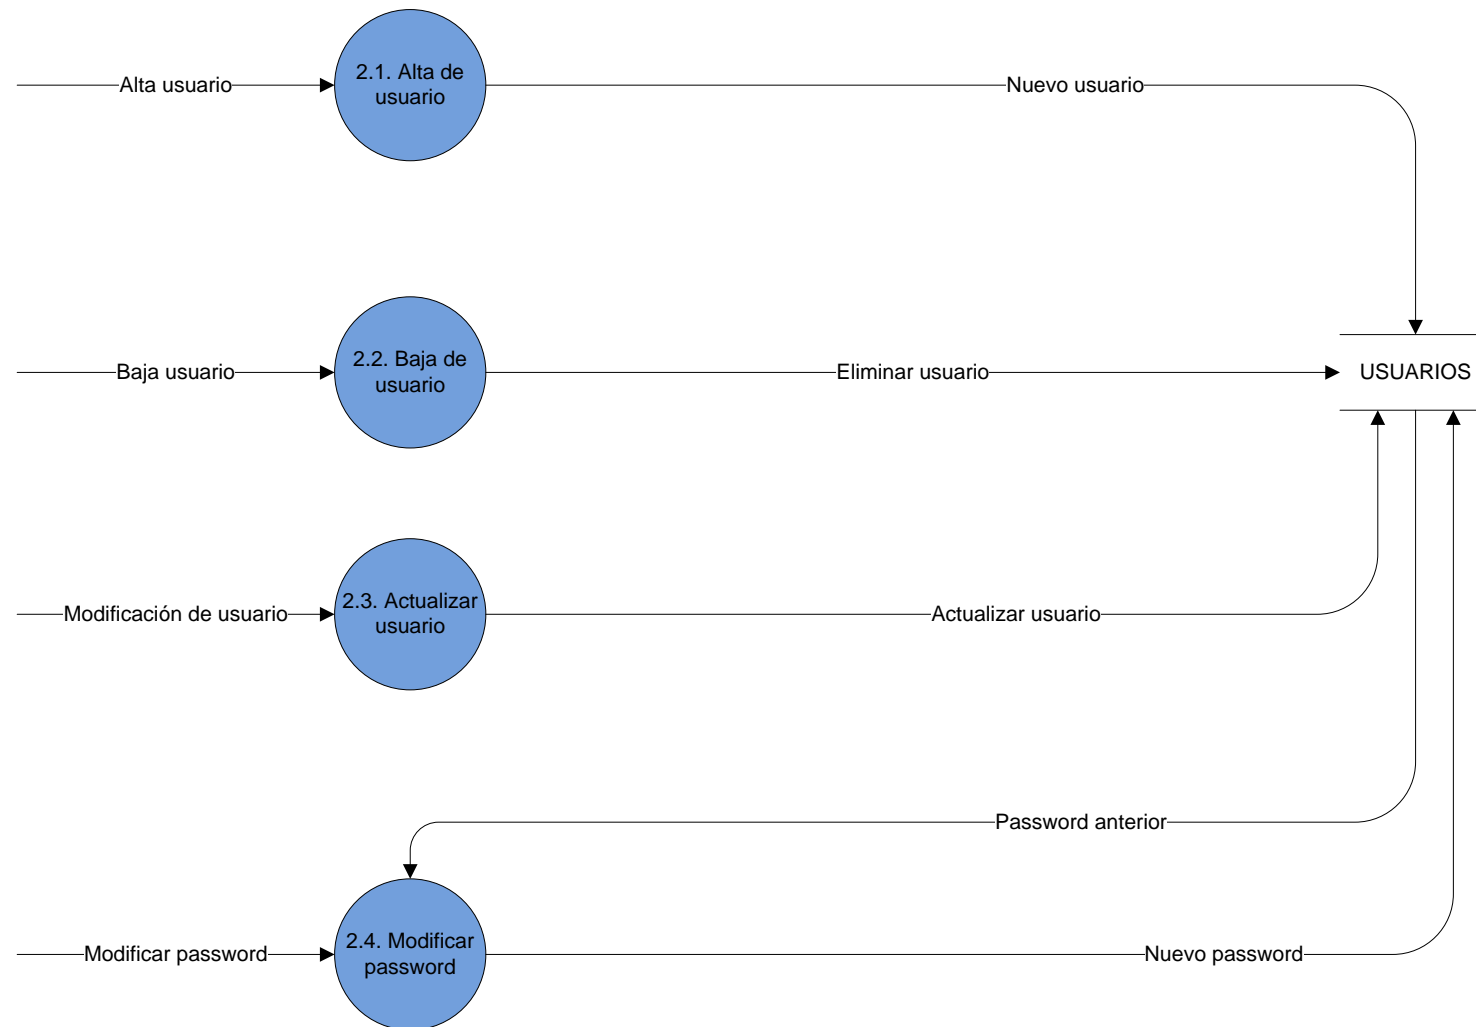 Alta usuario
2.1. Alta de
usuario
Nuevo usuario
Baja usuario
2.2. Baja de
usuario
Eliminar usuario
USUARIOS
Modificación de usuario
2.3. Actualizar
usuario
Actualizar usuario
Password anterior
Modificar password
2.4. Modificar
password
Nuevo password